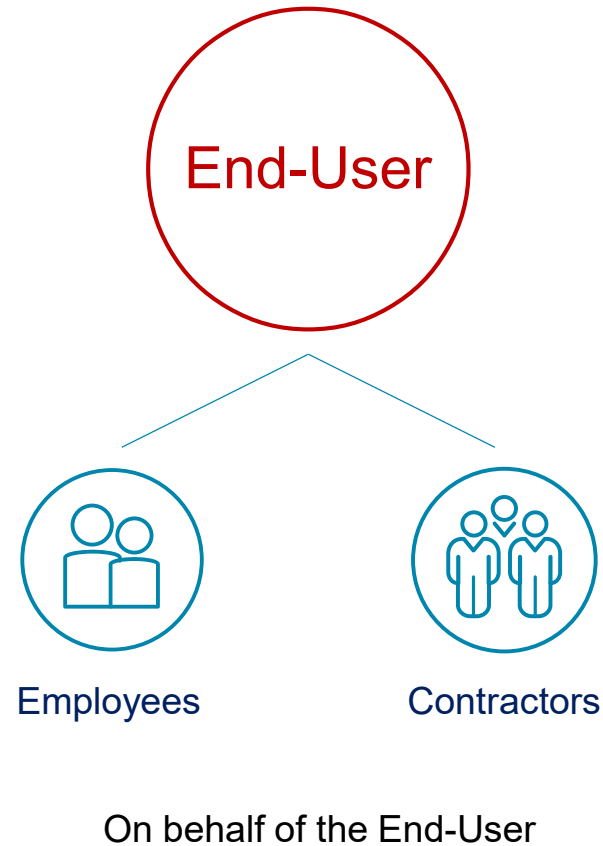 End-User
Employees
Contractors
On behalf of the End-User